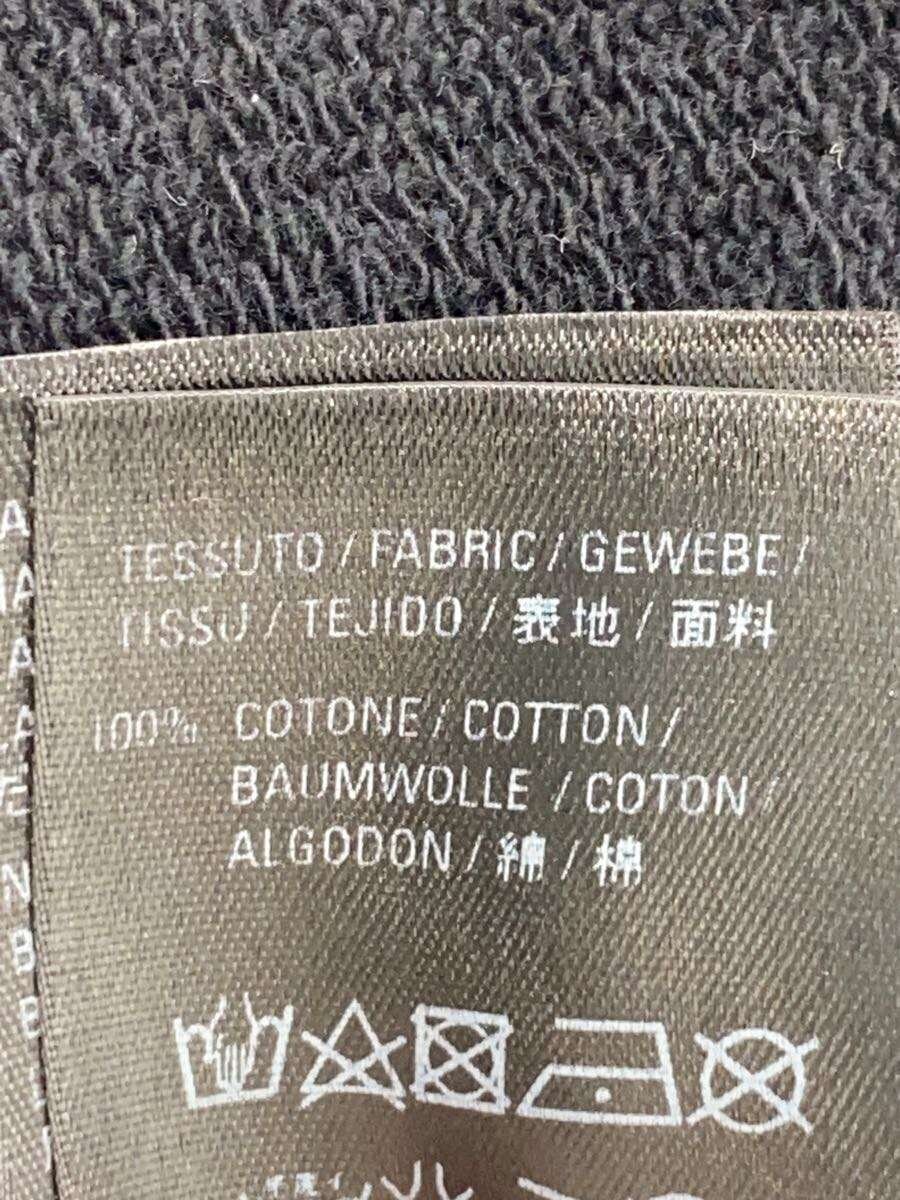 TESSUTO / FABRIC / GEWEBE /
TISSU / TEJIDO / 表地 / 面料
100% COTONE / COTTON /
BAUMWOLLE / COTON /
ALGODON / 綿 / 棉